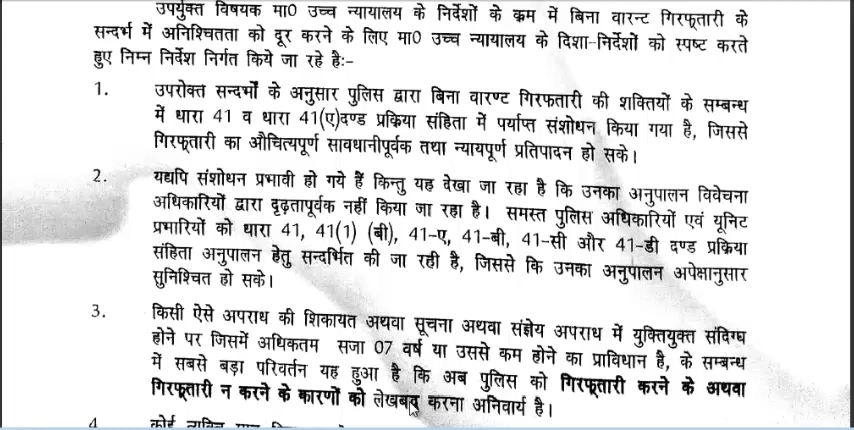 उपर्युक्त विषयक मा0 उच्च न्यायालय के निर्देशों के क्रम में बिना वारन्ट गिरफ्तारी के
सन्दर्भ में अनिश्चितता को दूर करने के लिए मा0 उच्च न्यायालय के दिशा-निर्देशों को स्पष्ट करते
हुए निम्न निर्देश निर्गत किये जा रहे है:-
1. उपरोक्त सन्दर्भों के अनुसार पुलिस द्वारा बिना वारण्ट गिरफतारी की शक्तियों के सम्बन्ध
में धारा 41 व धारा 41(ए)दण्ड प्रक्रिया संहिता में पर्याप्त संशोधन किया गया है, जिससे
गिरफ्तारी का औचित्यपूर्ण सावधानीपूर्वक तथा न्यायपूर्ण प्रतिपादन हो सके।
2. यद्यपि संशोधन प्रभावी हो गये हैं किन्तु यह देखा जा रहा है कि उनका अनुपालन विवेचना
अधिकारियों द्वारा दृढ़तापूर्वक नहीं किया जा रहा है। समस्त पुलिस अधिकारियों एवं यूनिट
प्रभारियों को धारा 41, 41(1) (बी), 41-ए, 41-बी, 41-सी और 41-डी दण्ड प्रक्रिया
संहिता अनुपालन हेतु सन्दर्भित की जा रही है, जिससे कि उनका अनुपालन अपेक्षानुसार
सुनिश्चित हो सके।
3. किसी ऐसे अपराध की शिकायत अथवा सूचना अथवा संज्ञेय अपराध में युक्तियुक्त संदिग्ध
होने पर जिसमें अधिकतम सजा 07 वर्ष या उससे कम होने का प्राविधान है, के सम्बन्ध
में सबसे बड़ा परिवर्तन यह हुआ है कि अब पुलिस को गिरफ्तारी करने के अथवा
गिरफ्तारी न करने के कारणों को लेखबद्ध करना अनिवार्य है।
4